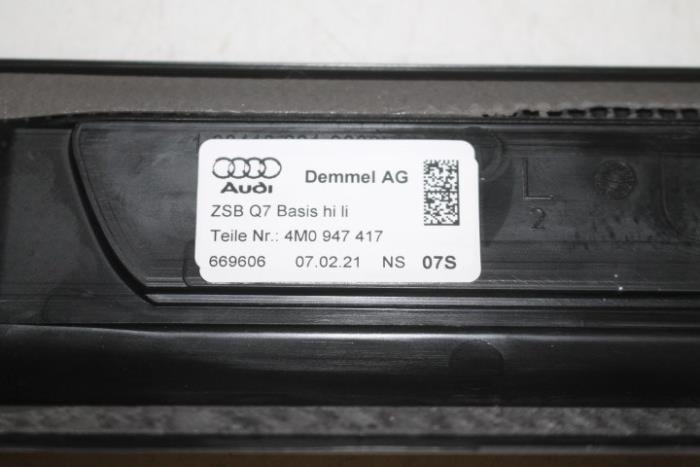 Audi Demmel AG
ZSB Q7 Basis hi li
Teile Nr.: 4M0 947 417
669606 07.02.21 NS 07S
L
2